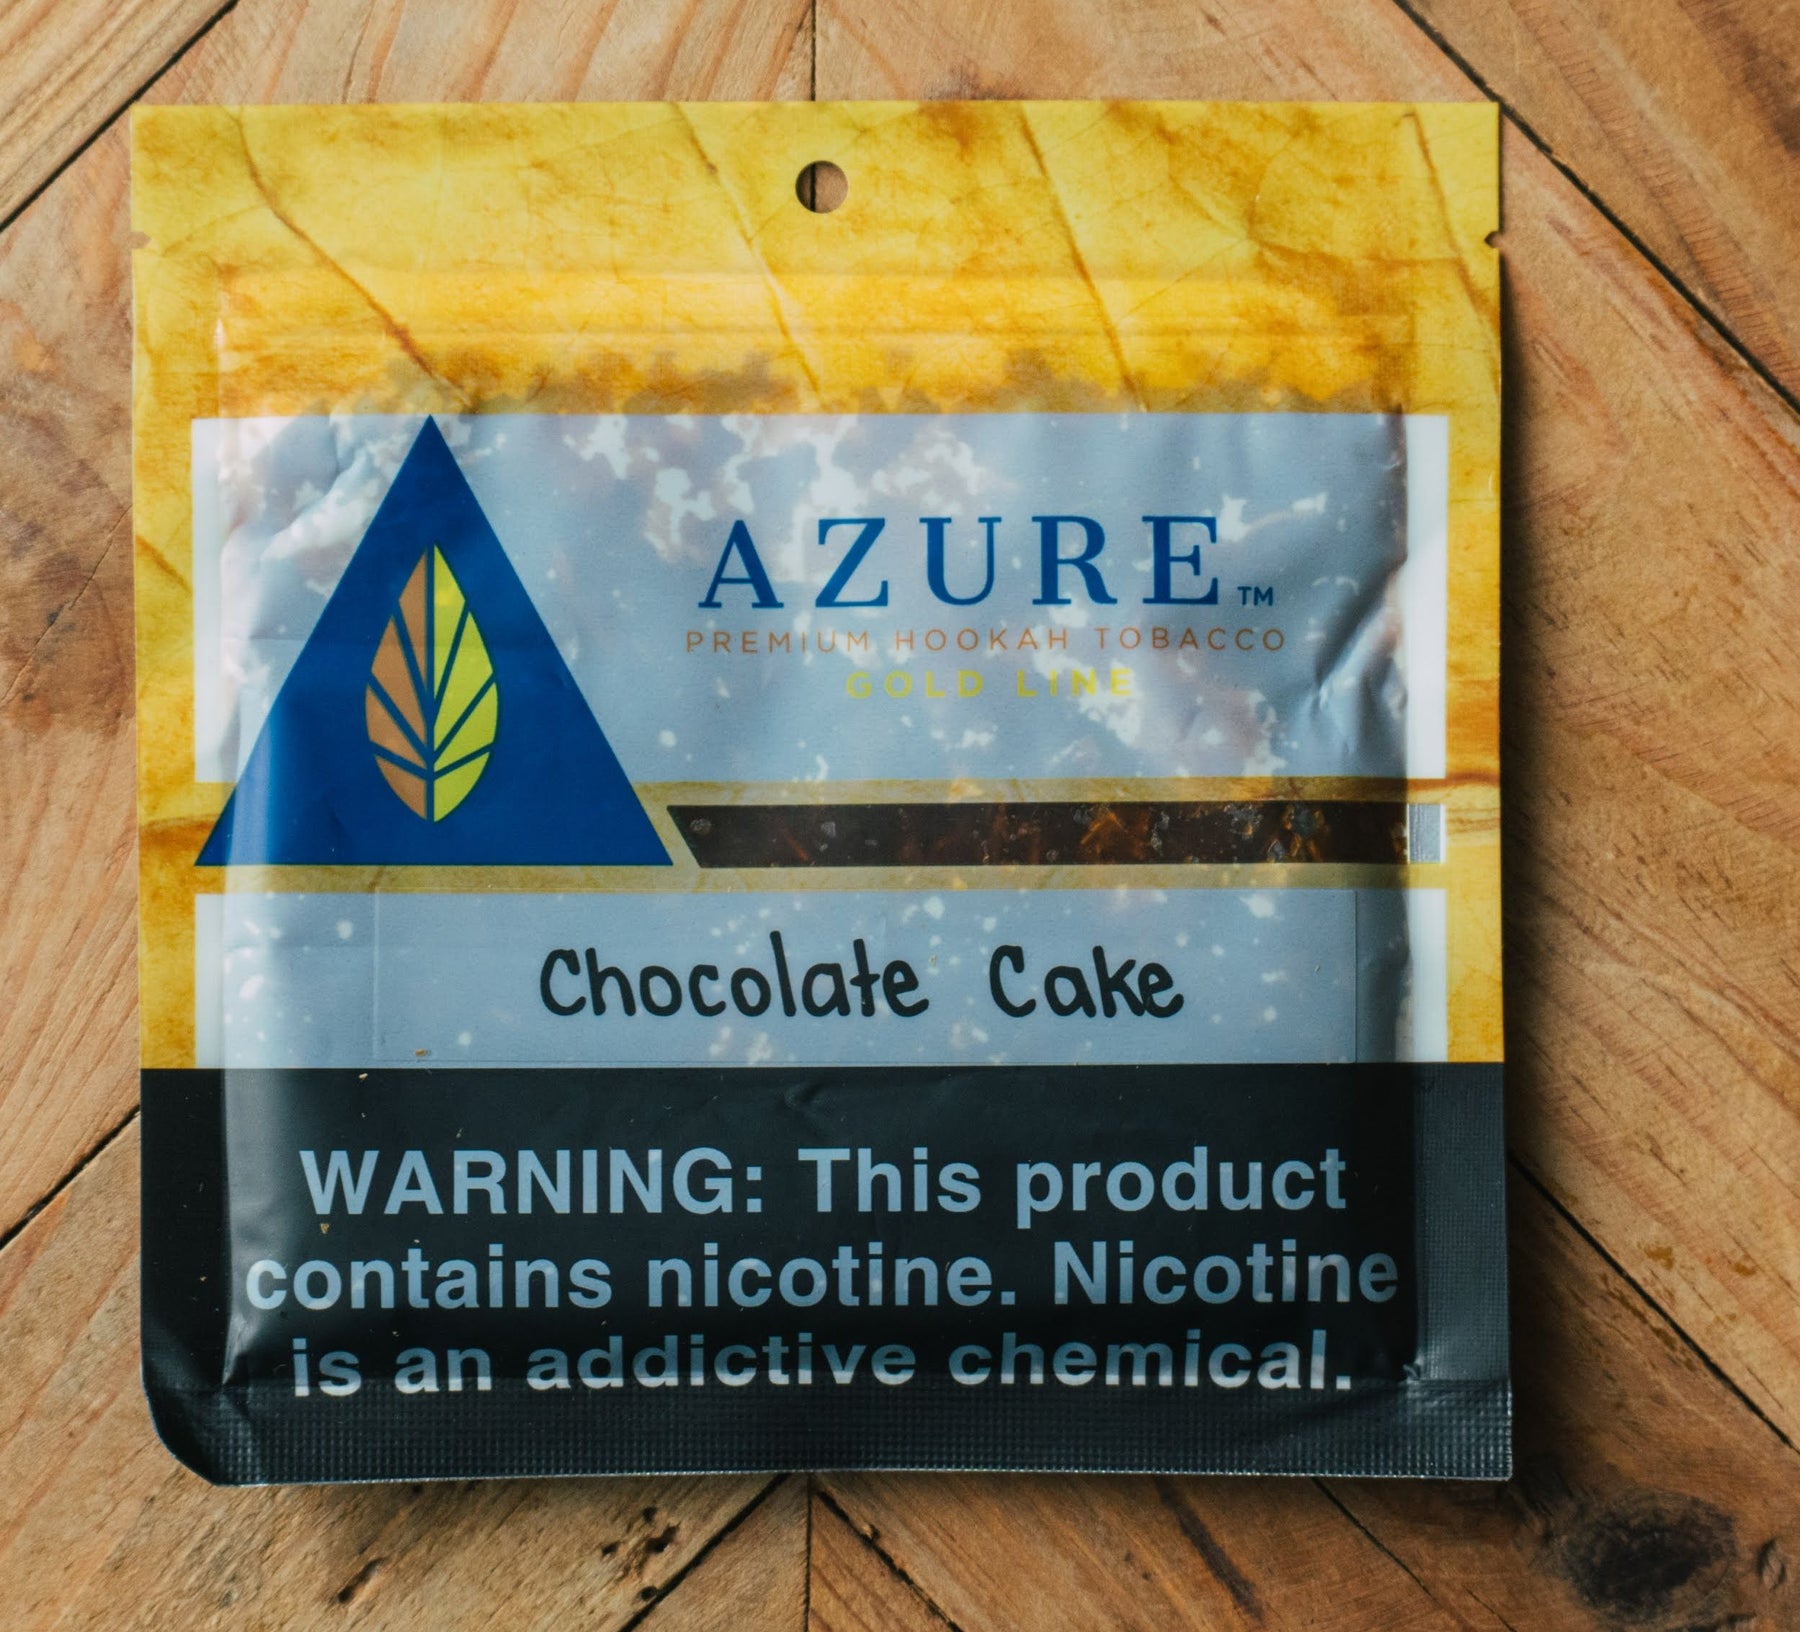 AZURE™
PREMIUM HOOKAH TOBACCO
GOLD LINE
Chocolate Cake
WARNING: This product
contains nicotine. Nicotine
is an addictive chemical.